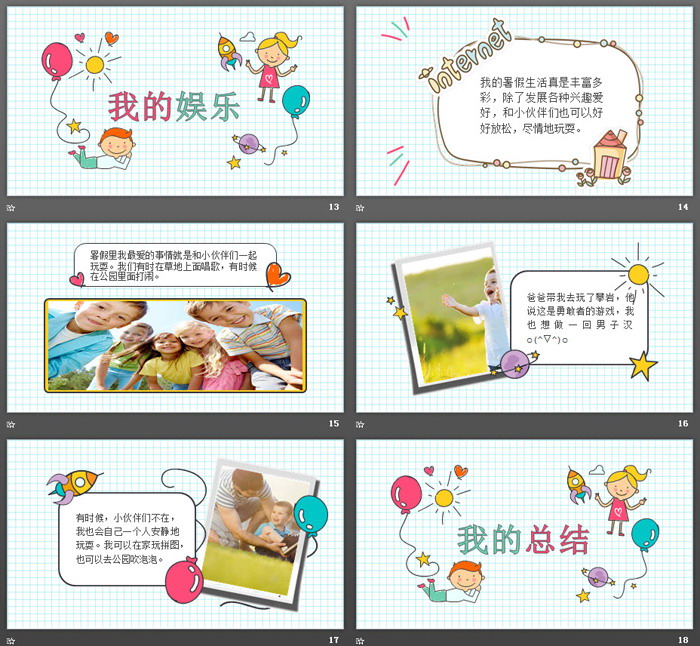 我的娱乐
13
internet
我的暑假生活真是丰富多
彩，除了发展各种兴趣爱
好，和小伙伴们也可以好
好放松，尽情地玩耍。
14
暑假里我最爱的事情就是和小伙伴们一起
玩耍。我们有时在草地上面唱歌，有时候
在公园里面打闹。
15
爸爸带我去玩了攀岩，他
说这是勇敢者的游戏，我
也想做一回男子汉
o(^▽^)o
16
有时候，小伙伴们不在，
我也会自己一个人安静地
玩耍。我可以在家玩拼图，
也可以去公园吹泡泡。
17
我的总结
18